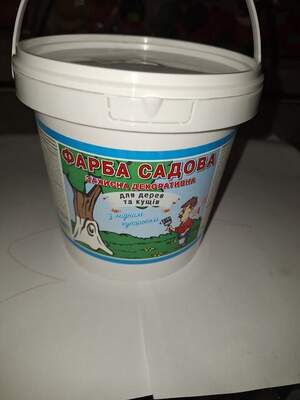 ФАРБА САДОВА
ЗАХИСНА ДЕКОРАТИВНА
для дерев
та кущів
з мідним
купоросом